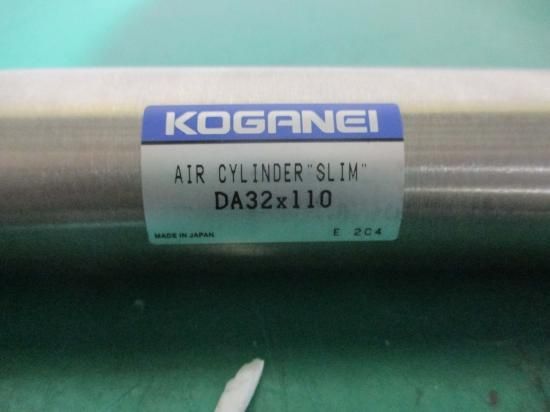 KOGANEI
AIR CYLINDER"SLIM"
DA32x110
MADE IN JAPAN E 2C4